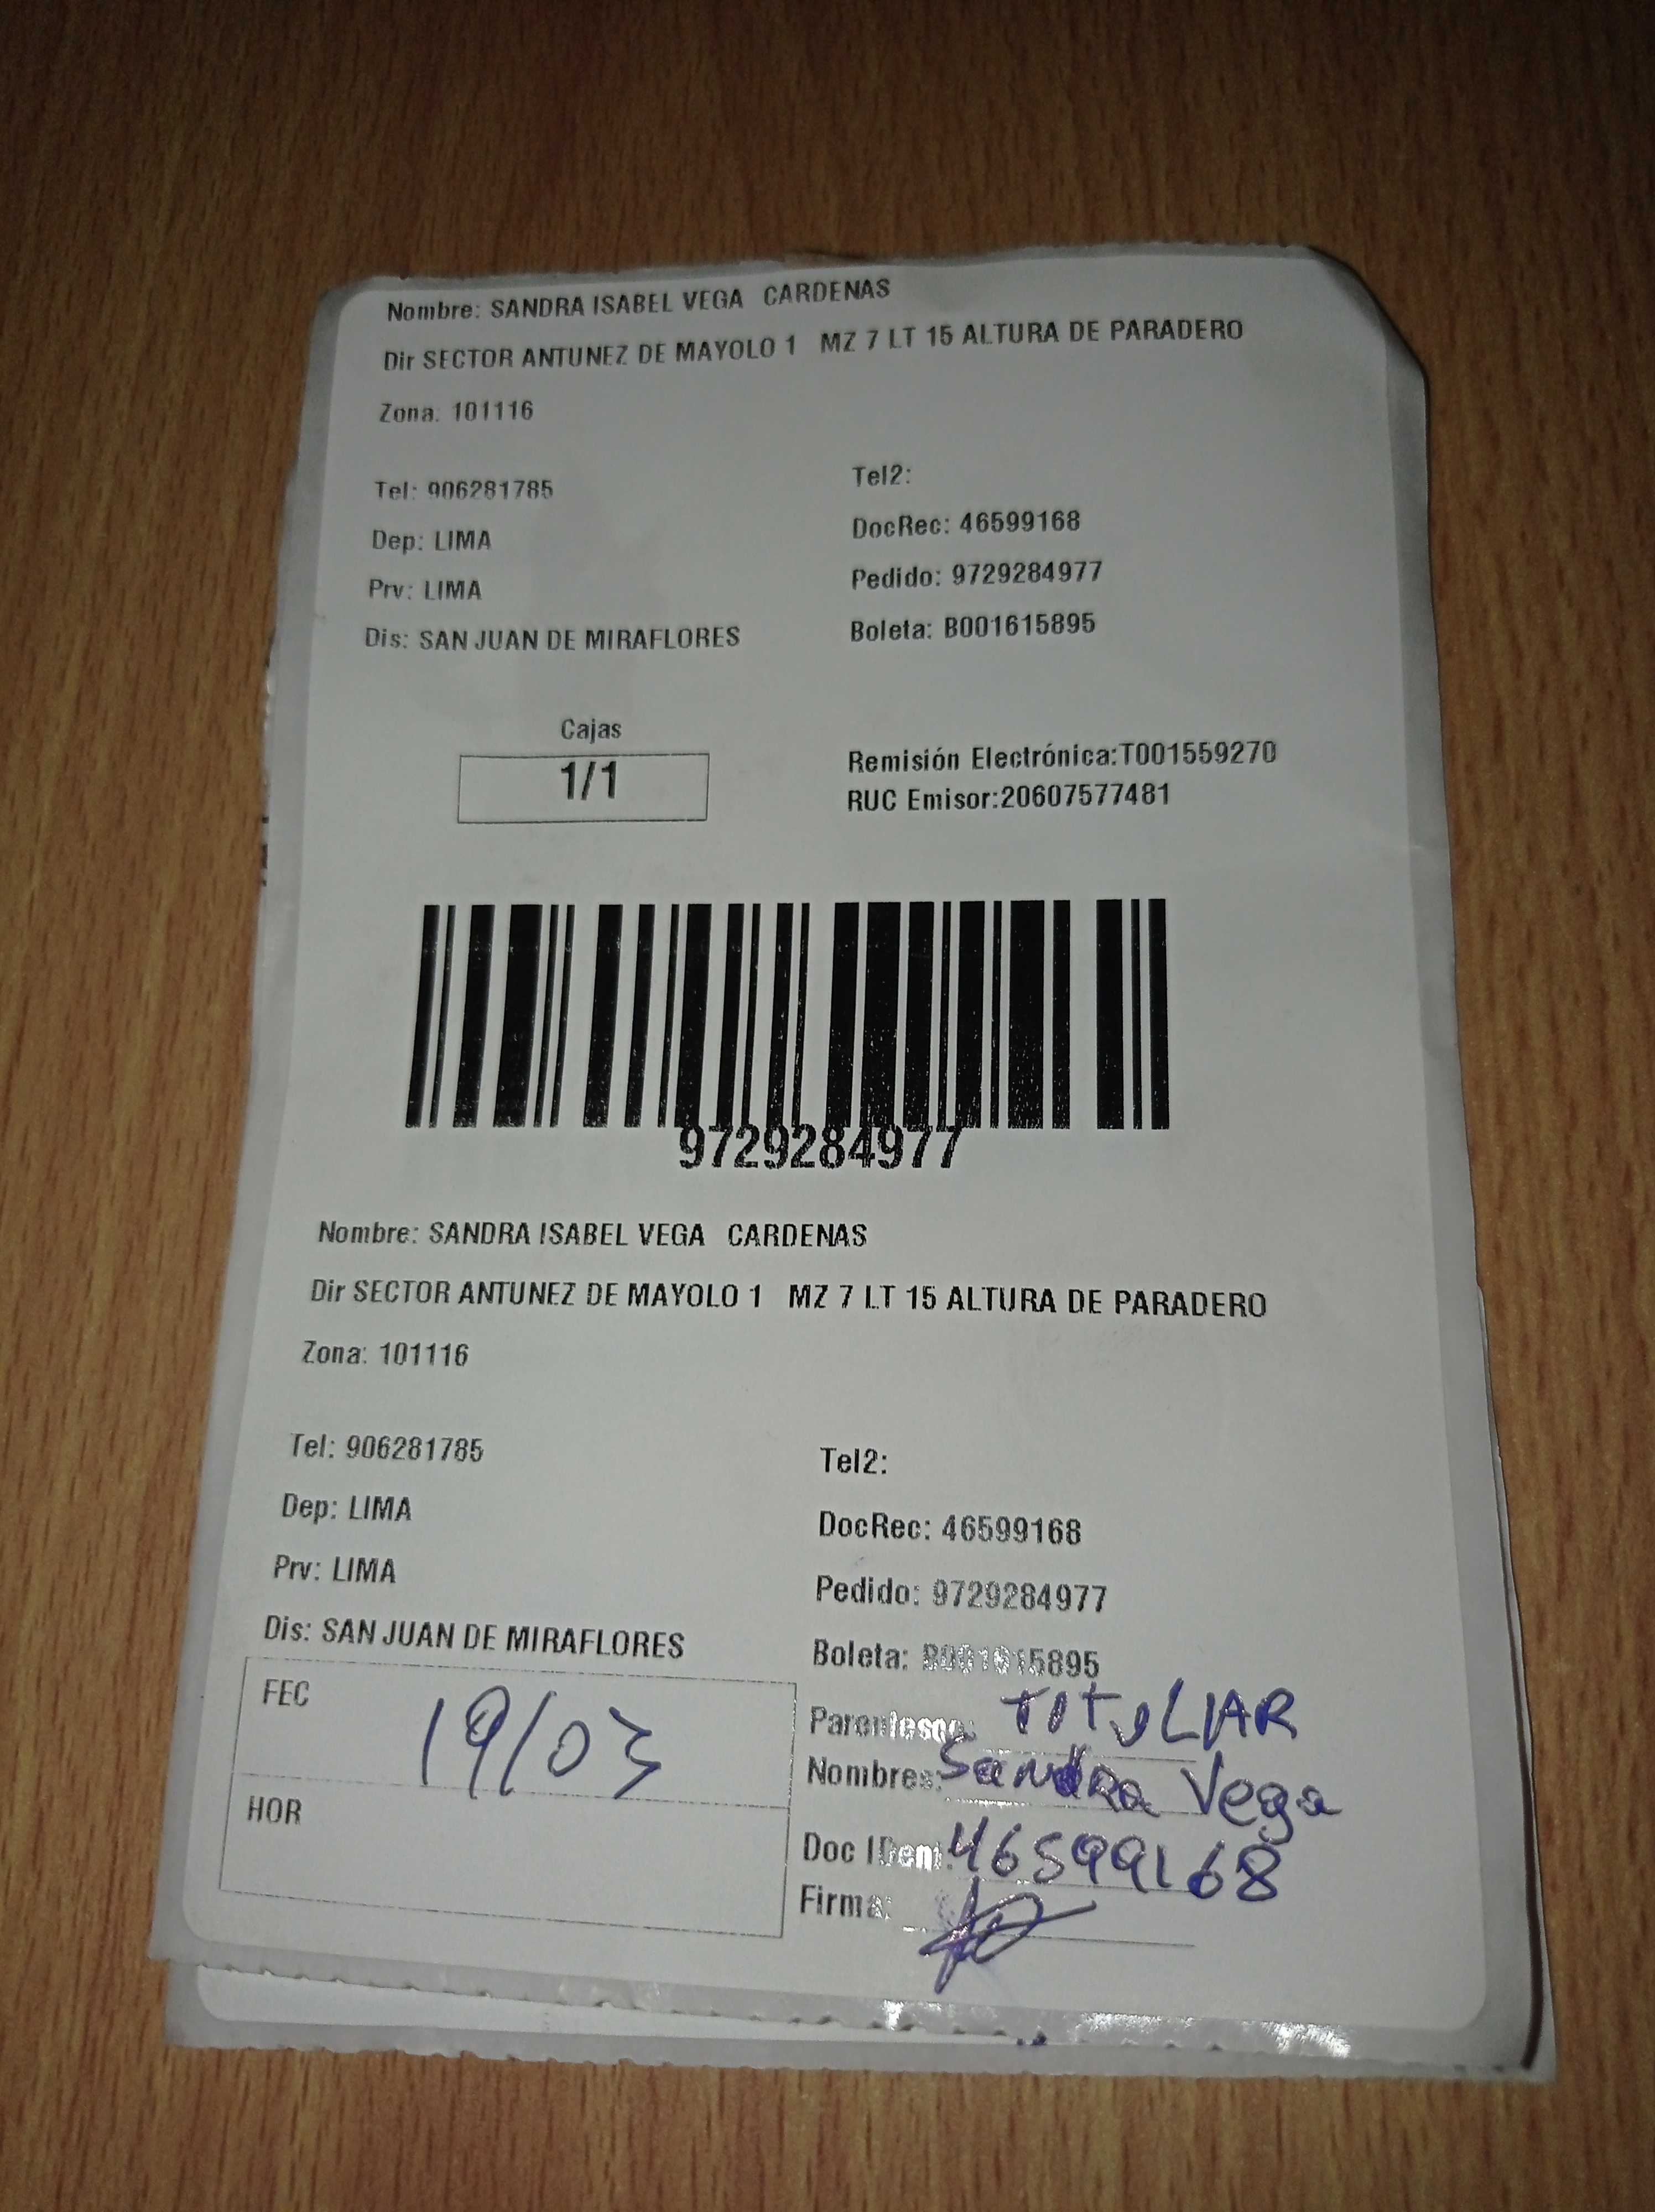 Nombre: SANDRA ISABEL VEGA CARDENAS
Dir SECTOR ANTUNEZ DE MAYOLO 1 MZ 7 LT 15 ALTURA DE PARADERO
Zona: 101116
Tel: 906281785
Tel2:
Dep: LIMA
DocRec: 46599168
Prv: LIMA
Pedido: 9729284977
Dis: SAN JUAN DE MIRAFLORES
Boleta: B001615895
Cajas
1/1
Remisión Electrónica:T001559270
RUC Emisor:20607577481
9729284977
Nombre: SANDRA ISABEL VEGA CARDENAS
Dir SECTOR ANTUNEZ DE MAYOLO 1 MZ 7 LT 15 ALTURA DE PARADERO
Zona: 101116
Tel: 906281785
Tel2:
Dep: LIMA
DocRec: 46599168
Prv: LIMA
Pedido: 9729284977
Dis: SAN JUAN DE MIRAFLORES
Boleta: B001615895
FEC 19/03
Parentesco: TITULAR
Nombres: Sandra Vega
HOR
Doc IDent: 46599168
Firma: